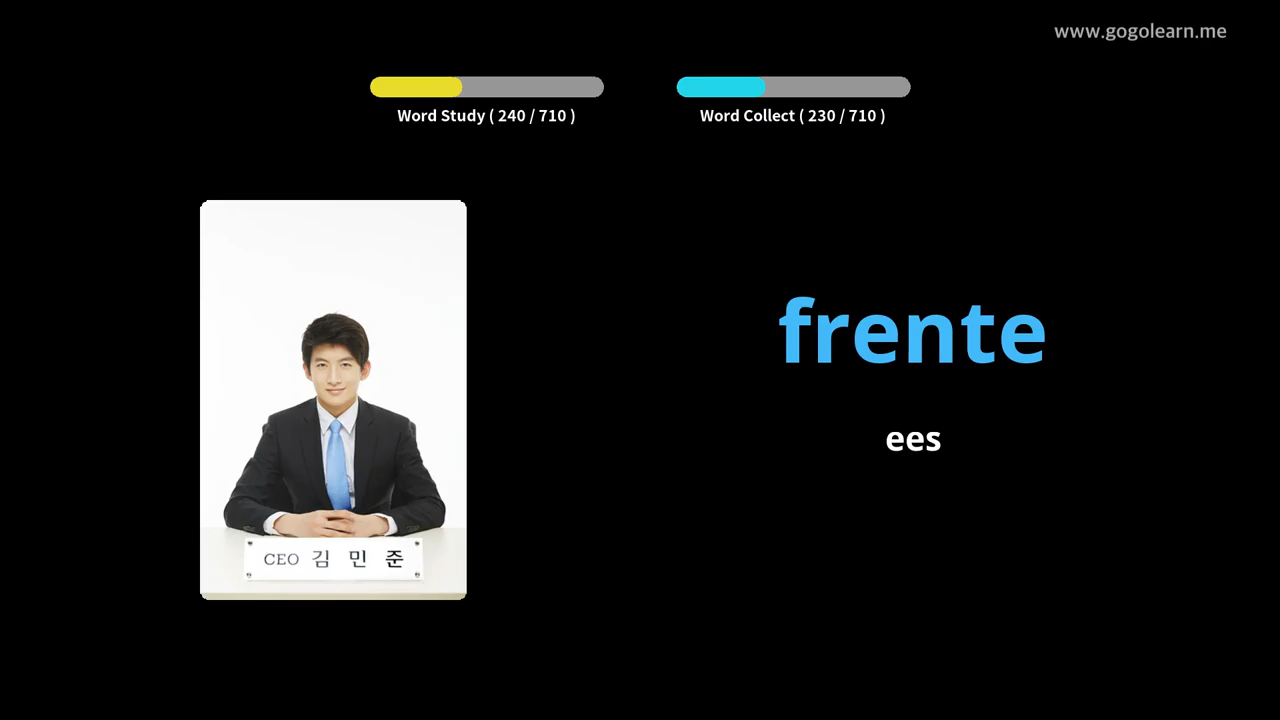 www.gogolearn.me
Word Study ( 240 / 710 )
Word Collect ( 230 / 710 )
frente
ees
CEO 김 민 준